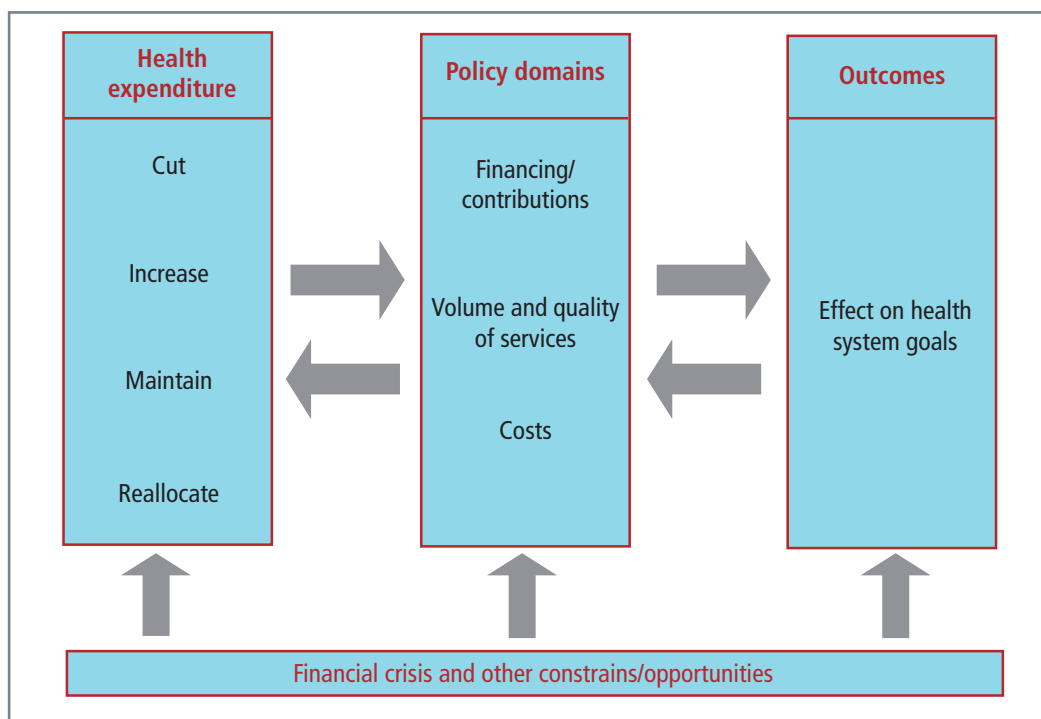 Health
expenditure
Cut
Increase
Maintain
Reallocate
Policy domains
Financing/
contributions
Volume and quality
of services
Costs
Outcomes
Effect on health
system goals
Financial crisis and other constrains/opportunities